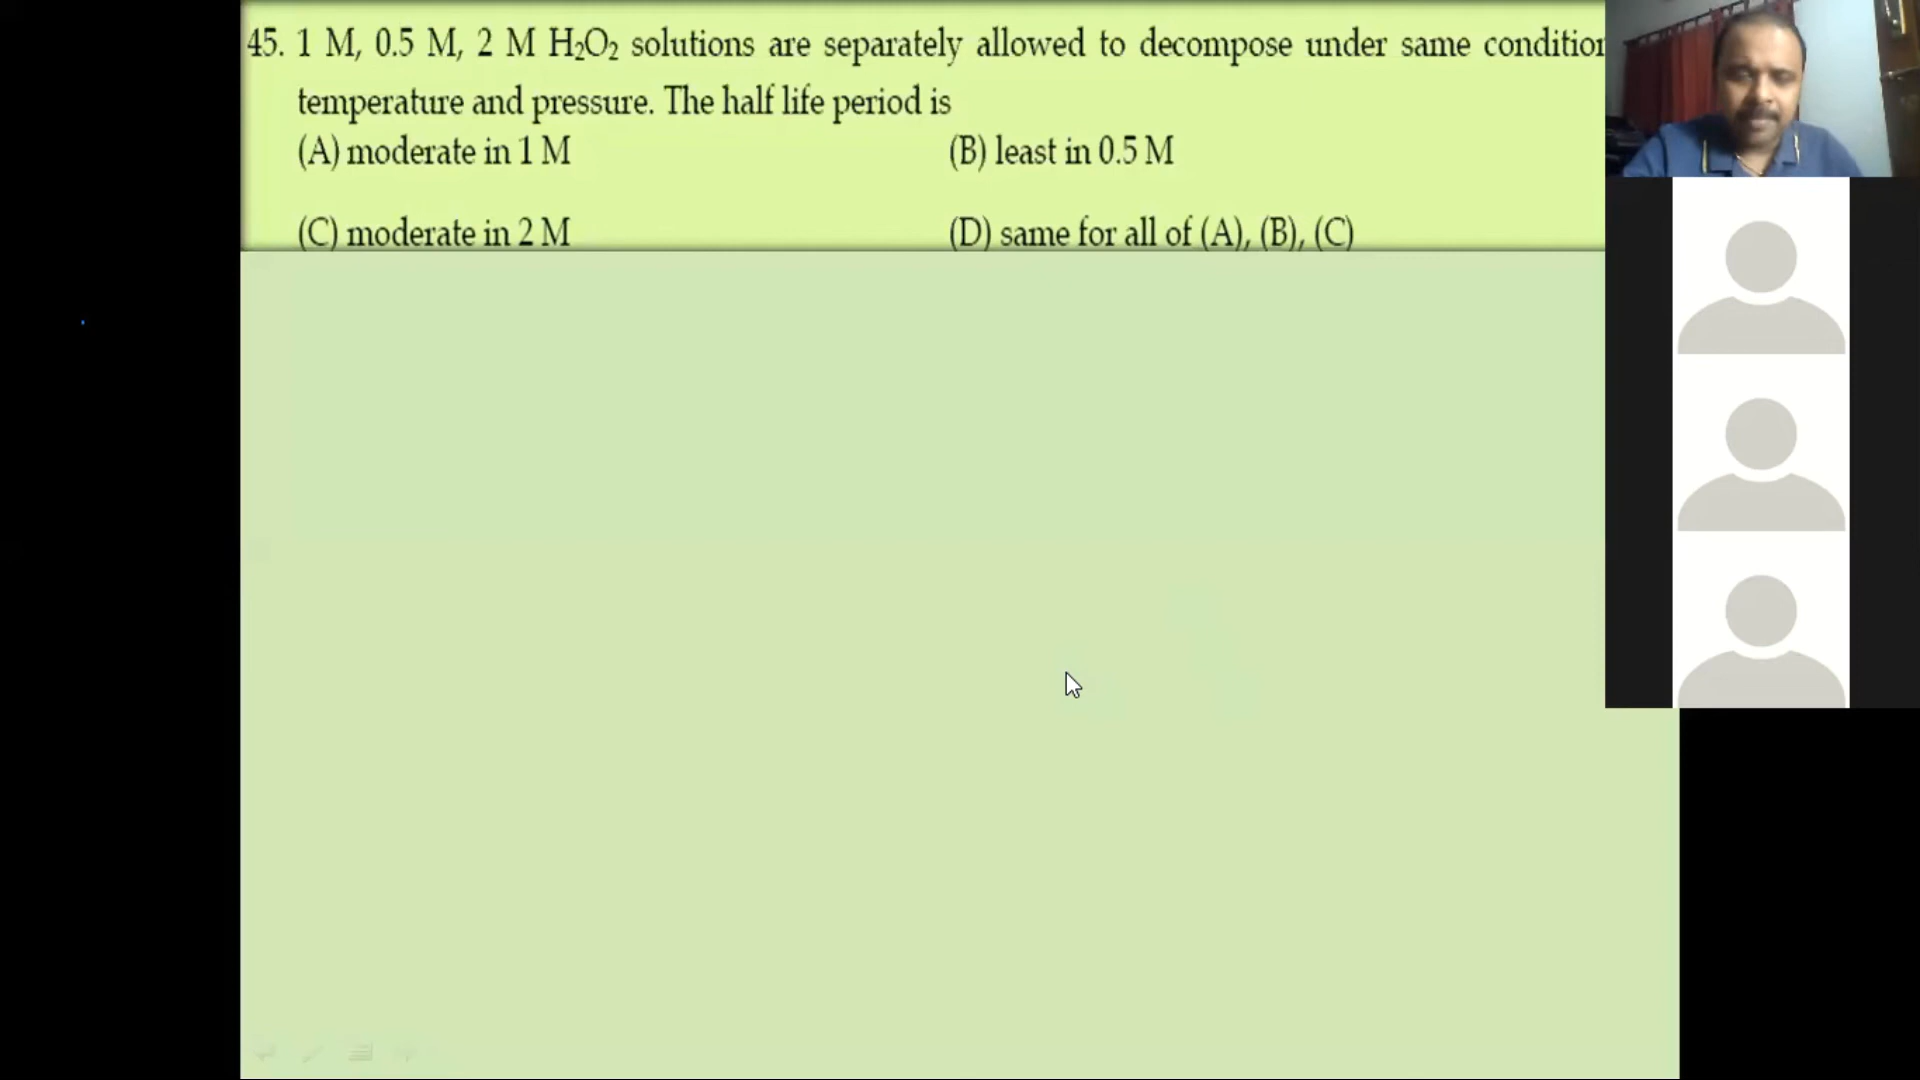 45. 1 M, 0.5 M, 2 M H₂O₂ solutions are separately allowed to decompose under same
temperature and pressure. The half life period is
(A) moderate in 1 M (B) least in 0.5 M
(C) moderate in 2 M (D) same for all of (A), (B), (C)